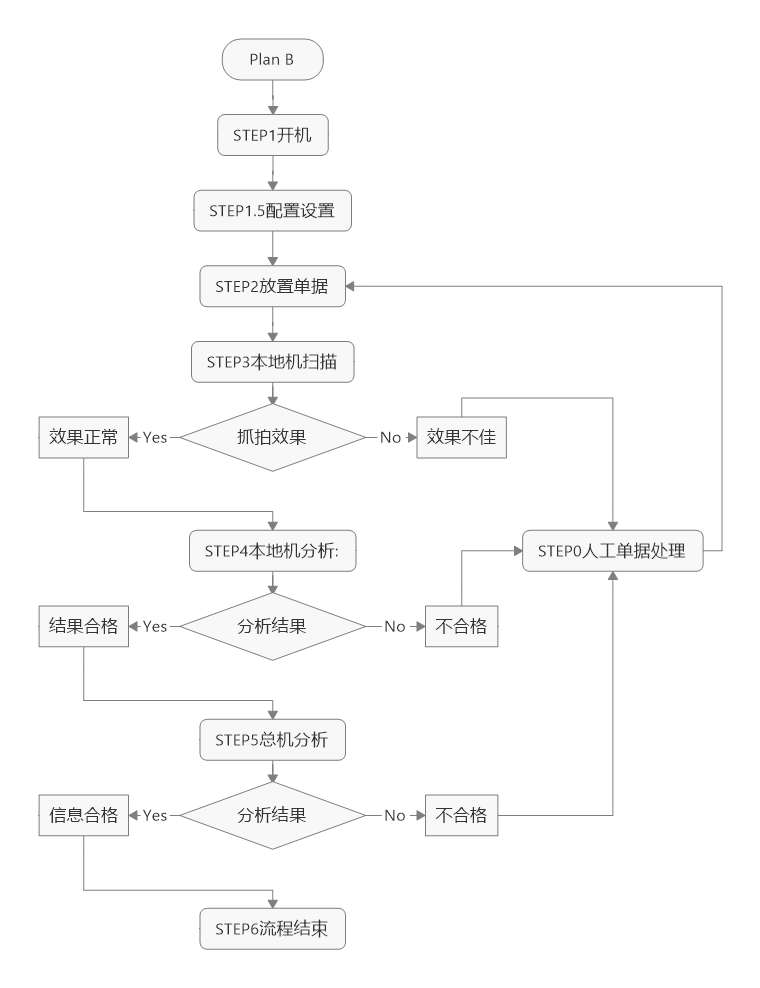 Plan B
STEP1开机
STEP1.5配置设置
STEP2放置单据
STEP3本地机扫描
效果正常
Yes
抓拍效果
No
效果不佳
STEP4本地机分析:
STEP0人工单据处理
结果合格
Yes
分析结果
No
不合格
STEP5总机分析
信息合格
Yes
分析结果
No
不合格
STEP6流程结束